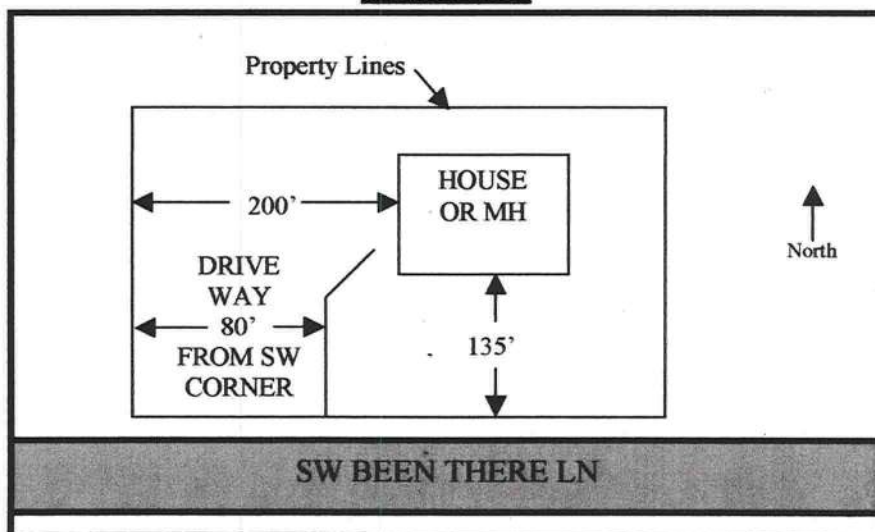 Property Lines
HOUSE
OR MH
200’
North
DRIVE
WAY
80’
FROM SW
CORNER
135’
SW BEEN THERE LN